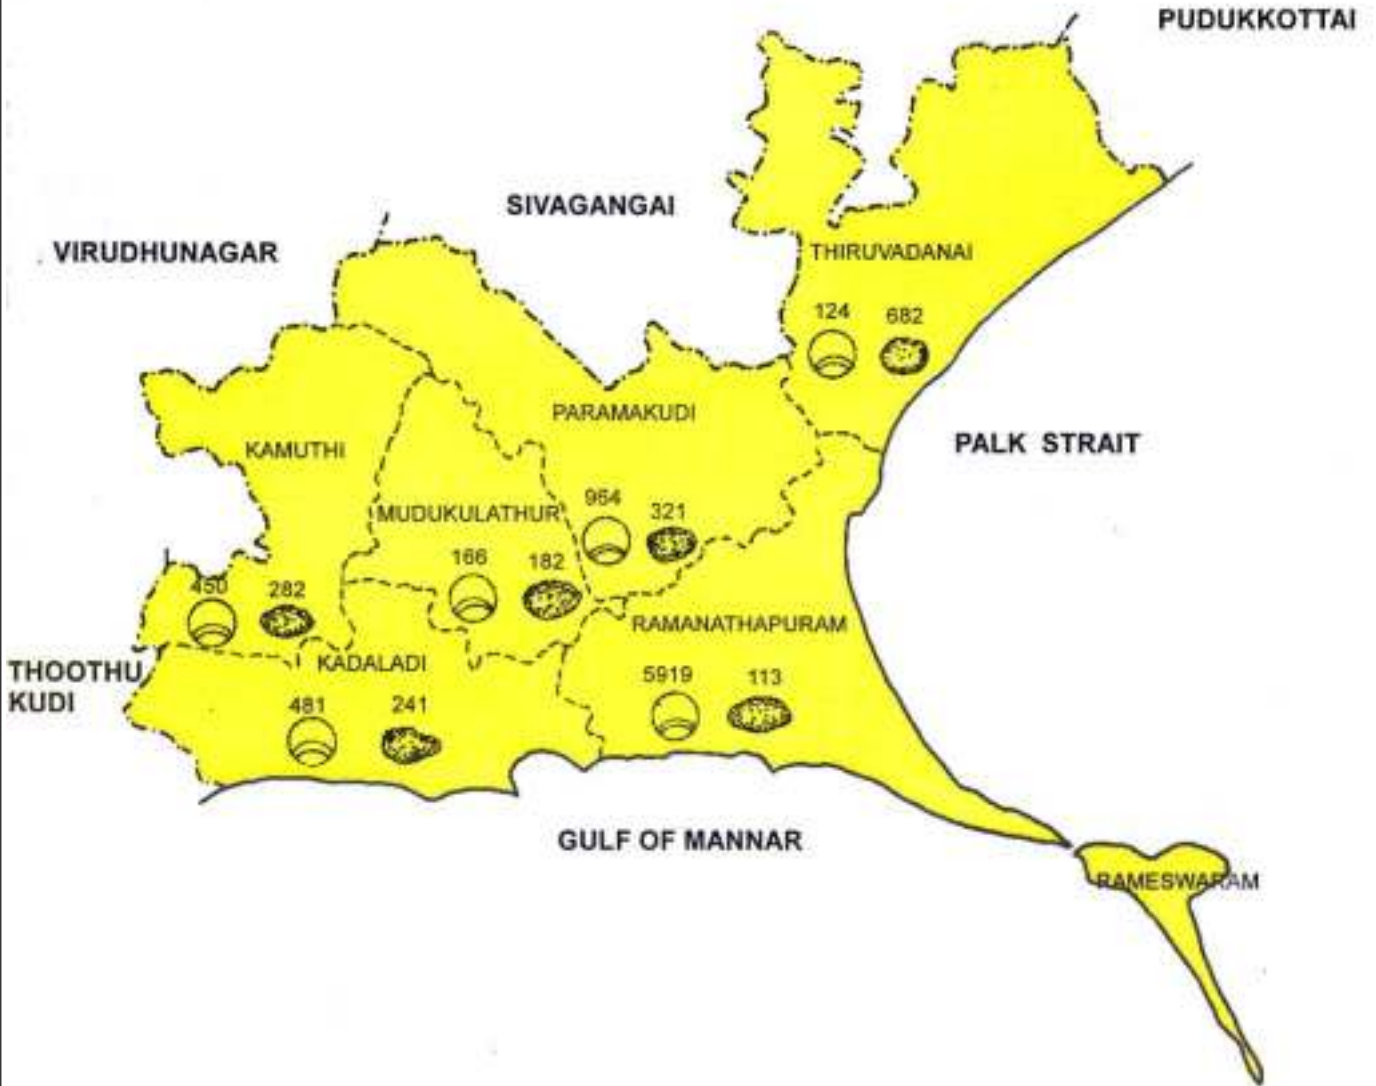 PUDUKKOTTAI
SIVAGANGAI
VIRUDHUNAGAR
THIRUVADANAI
124 682
PARAMAKUDI
KAMUTHI
PALK STRAIT
964 321
MUDUKULATHUR
166 182
450 282
RAMANATHAPURAM
THOOTHU
KUDI
KADALADI
5919 113
481 241
GULF OF MANNAR
RAMESWARAM